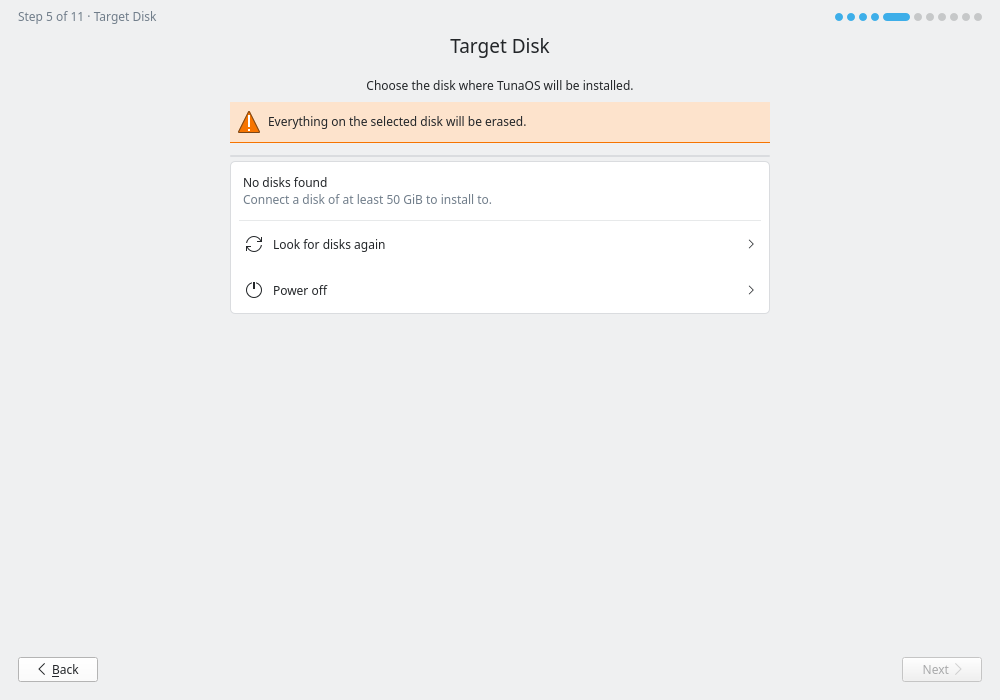 Step 5 of 11 · Target Disk
Target Disk
Choose the disk where TunaOS will be installed.
Everything on the selected disk will be erased.
No disks found
Connect a disk of at least 50 GiB to install to.
Look for disks again
Power off
Back
Next